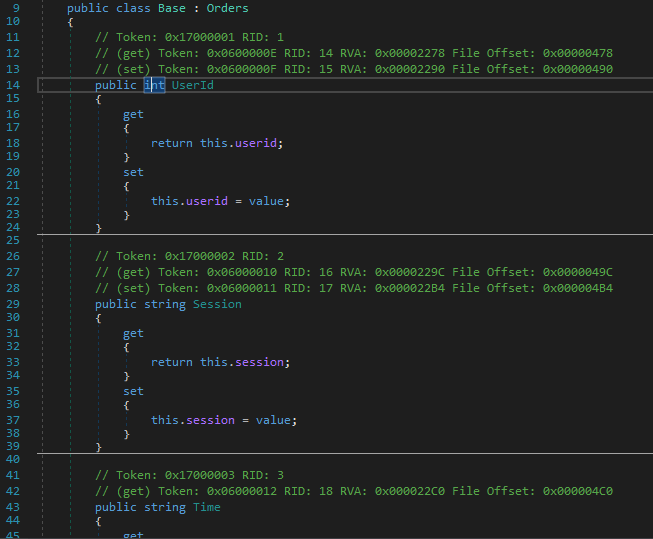 9 public class Base : Orders
10 {
11 // Token: 0x17000001 RID: 1
12 // (get) Token: 0x0600000E RID: 14 RVA: 0x00002278 File Offset: 0x00000478
13 // (set) Token: 0x0600000F RID: 15 RVA: 0x00002290 File Offset: 0x00000490
14 public int UserId
15 {
16 get
17 {
18 return this.userid;
19 }
20 set
21 {
22 this.userid = value;
23 }
24 }
25
26 // Token: 0x17000002 RID: 2
27 // (get) Token: 0x06000010 RID: 16 RVA: 0x0000229C File Offset: 0x0000049C
28 // (set) Token: 0x06000011 RID: 17 RVA: 0x000022B4 File Offset: 0x000004B4
29 public string Session
30 {
31 get
32 {
33 return this.session;
34 }
35 set
36 {
37 this.session = value;
38 }
39 }
40
41 // Token: 0x17000003 RID: 3
42 // (get) Token: 0x06000012 RID: 18 RVA: 0x000022C0 File Offset: 0x000004C0
43 public string Time
44 {
45 get